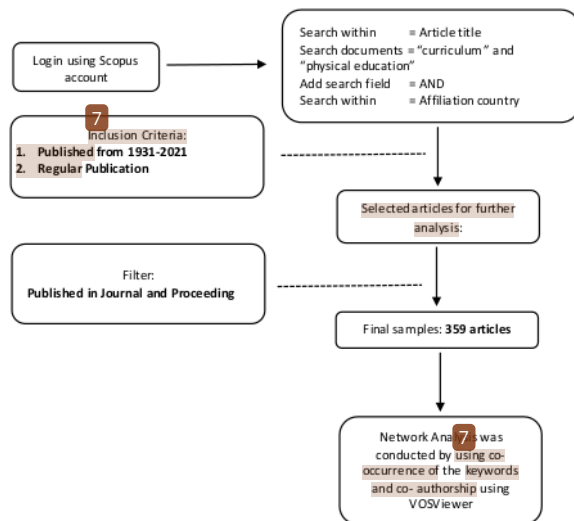 Login using Scopus
account
Search within = Article title
Search documents = “curriculum” and
“physical education”
Add search field = AND
Search within = Affiliation country
7
Inclusion Criteria:
1. Published from 1931-2021
2. Regular Publication
Selected articles for further
analysis:
Filter:
Published in Journal and Proceeding
Final samples: 359 articles
7
Network Analysis was
conducted by using co-
occurrence of the keywords
and co- authorship using
VOSViewer